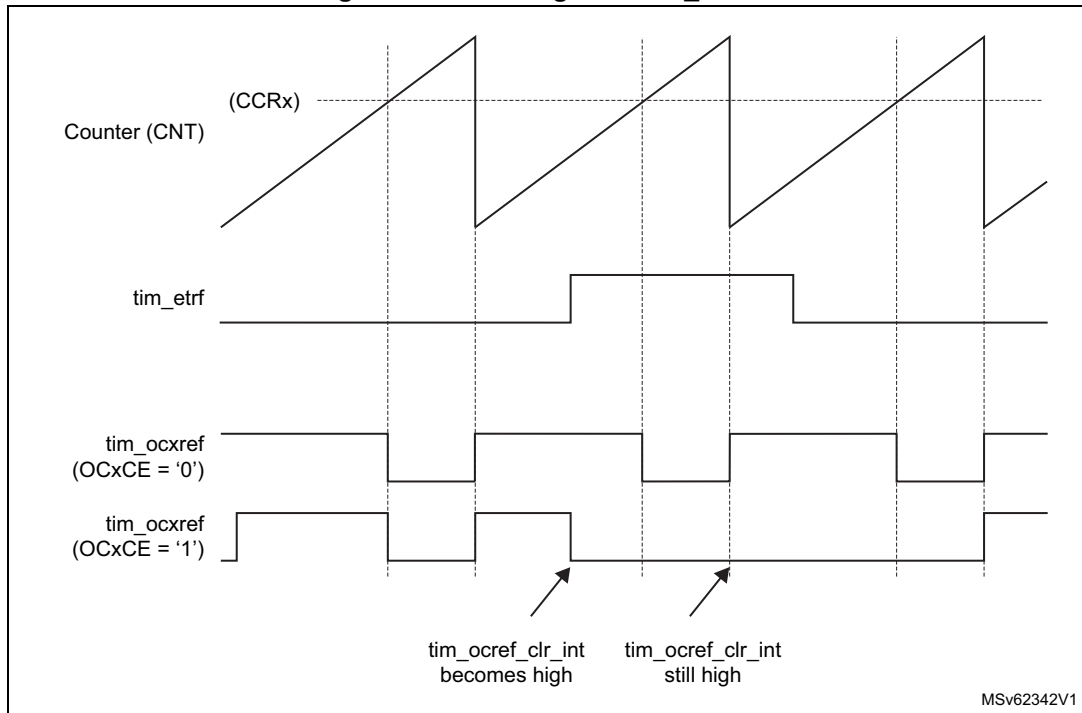 (CCRx)
Counter (CNT)
tim_etrf
tim_ocxref
(OCxCE = ‘0’)
tim_ocxref
(OCxCE = ‘1’)
tim_ocref_clr_int
becomes high
tim_ocref_clr_int
still high
MSv62342V1